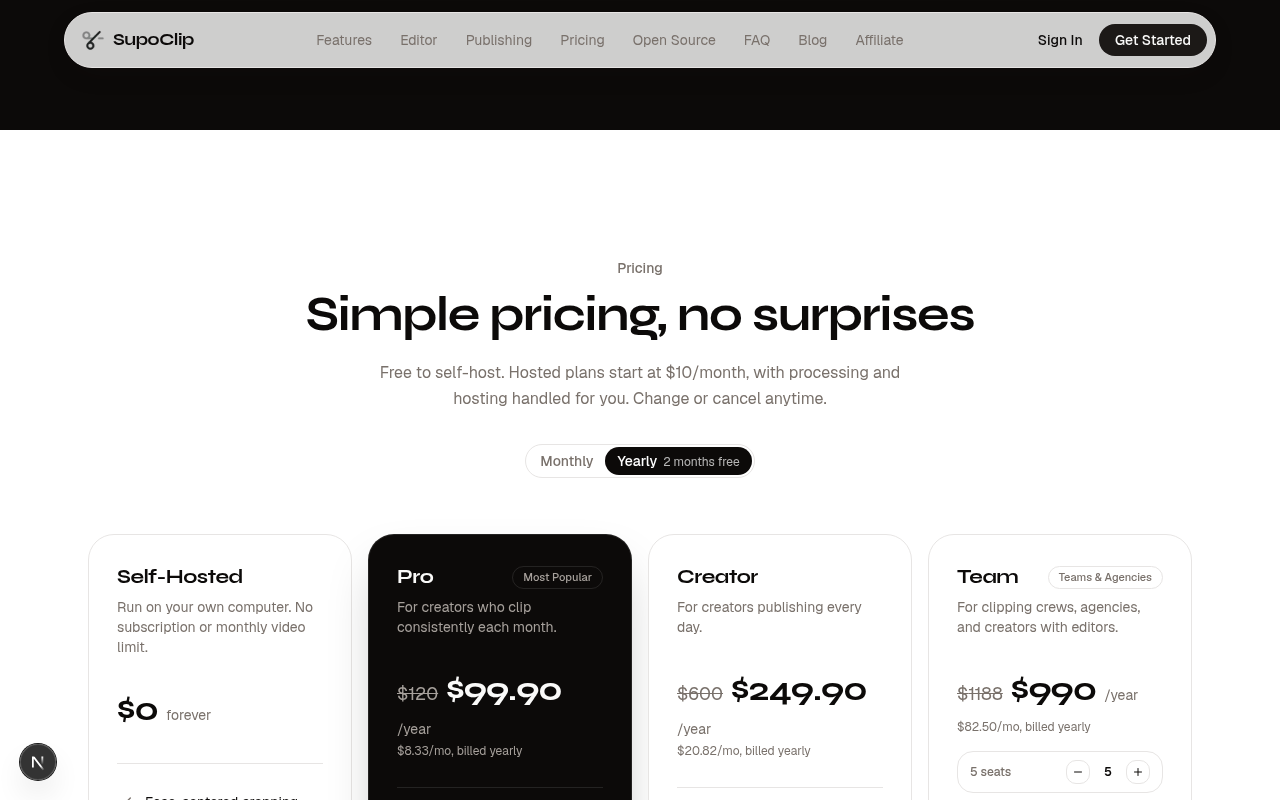 SupoClip
Features
Editor
Publishing
Pricing
Open Source
FAQ
Blog
Affiliate
Sign In
Get Started
Pricing
Simple pricing, no surprises
Free to self-host. Hosted plans start at $10/month, with processing and
hosting handled for you. Change or cancel anytime.
Monthly
Yearly 2 months free
Self-Hosted
Run on your own computer. No
subscription or monthly video
limit.
$0 forever
Pro
Most Popular
For creators who clip
consistently each month.
$120 $99.90
/year
$8.33/mo, billed yearly
Creator
For creators publishing every
day.
$600 $249.90
/year
$20.82/mo, billed yearly
Team
Teams & Agencies
For clipping crews, agencies,
and creators with editors.
$1188 $990 /year
$82.50/mo, billed yearly
5 seats
− 5 +
N